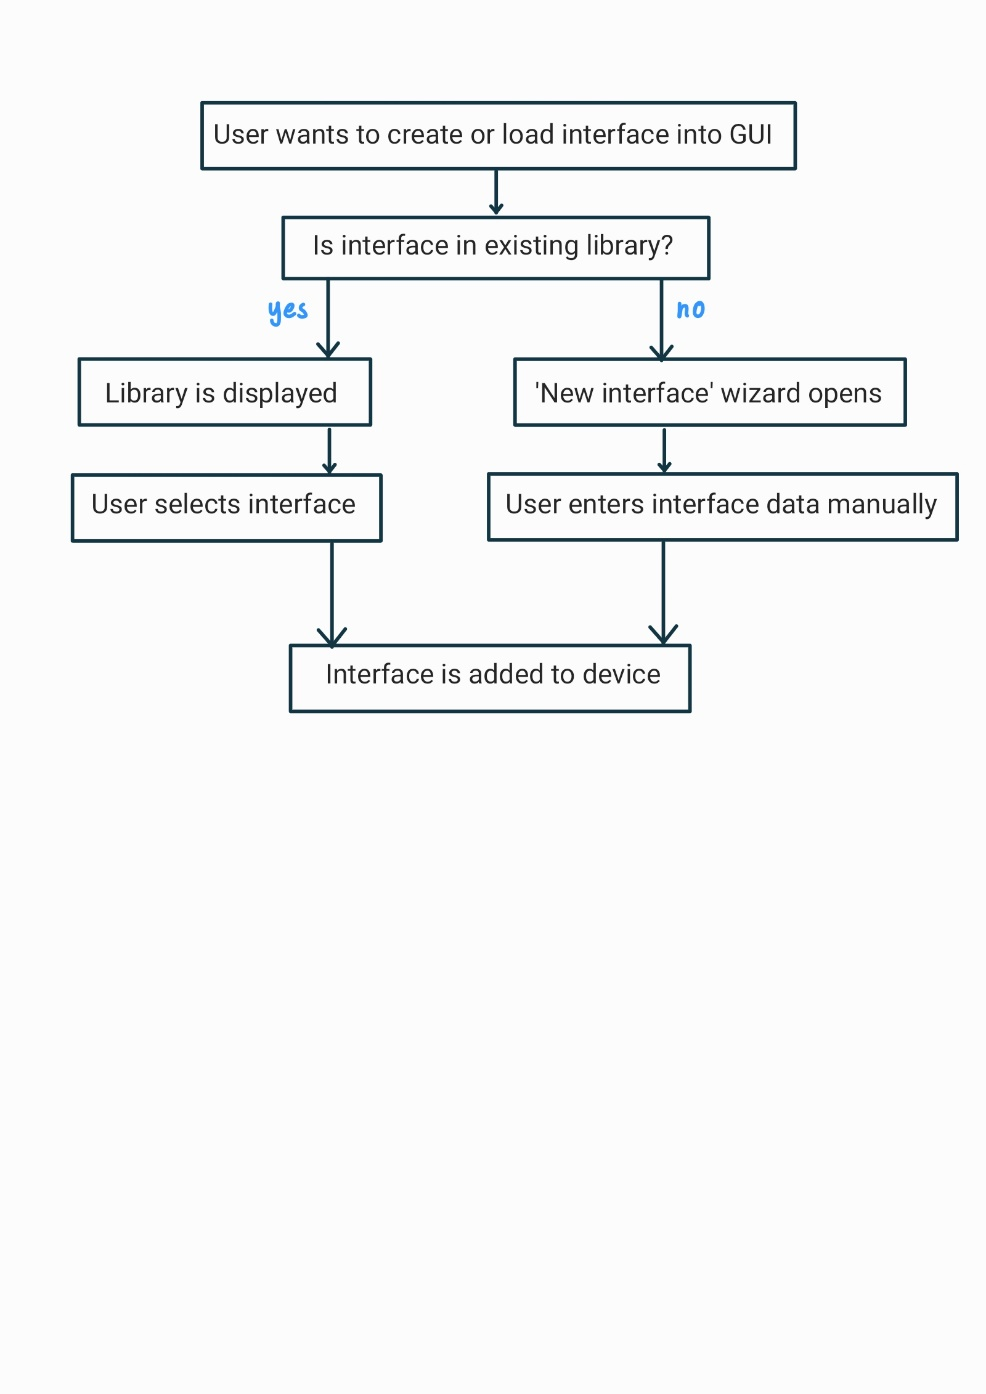 User wants to create or load interface into GUI
Is interface in existing library?
yes
no
Library is displayed
'New interface' wizard opens
User selects interface
User enters interface data manually
Interface is added to device